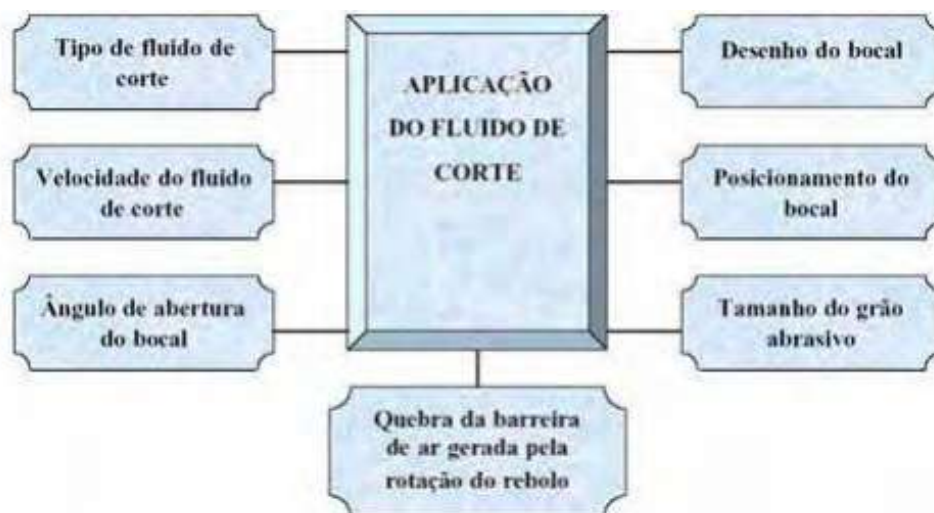 Tipo de fluido de
corte
Velocidade do fluido
de corte
Ângulo de abertura
do bocal
APLICAÇÃO
DO FLUIDO DE
CORTE
Desenho do bocal
Posicionamento do
bocal
Tamanho do grão
abrasivo
Quebra da barreira
de ar gerada pela
rotação do rebolo